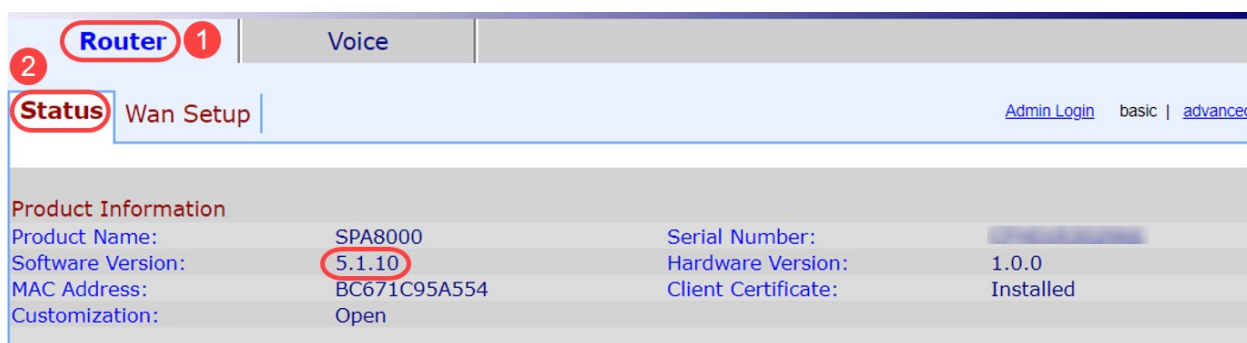 Router 1 Voice
2
Status Wan Setup Admin Login basic | advanced
Product Information
Product Name: SPA8000 Serial Number:
Software Version: 5.1.10 Hardware Version: 1.0.0
MAC Address: BC671C95A554 Client Certificate: Installed
Customization: Open